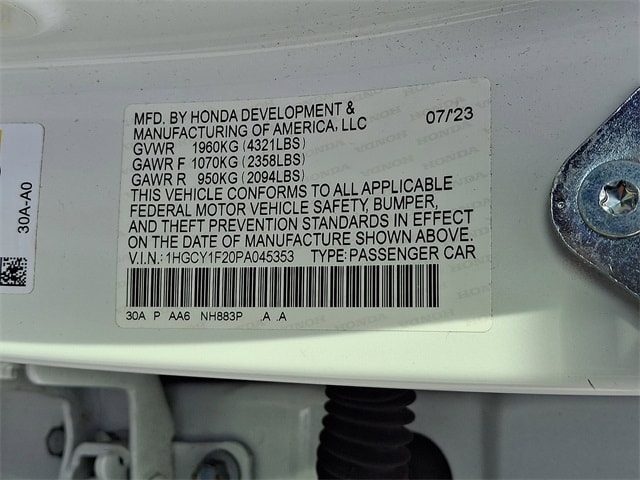 MFD. BY HONDA DEVELOPMENT &
MANUFACTURING OF AMERICA, LLC 07/'23
GVWR 1960KG (4321LBS)
GAWR F 1070KG (2358LBS)
GAWR R 950KG (2094LBS)
THIS VEHICLE CONFORMS TO ALL APPLICABLE
FEDERAL MOTOR VEHICLE SAFETY, BUMPER,
AND THEFT PREVENTION STANDARDS IN EFFECT
ON THE DATE OF MANUFACTURE SHOWN ABOVE.
V.I.N.: 1HGCY1F20PA045353 TYPE: PASSENGER CAR
30A P AA6 NH883P .A .A
30A-A0